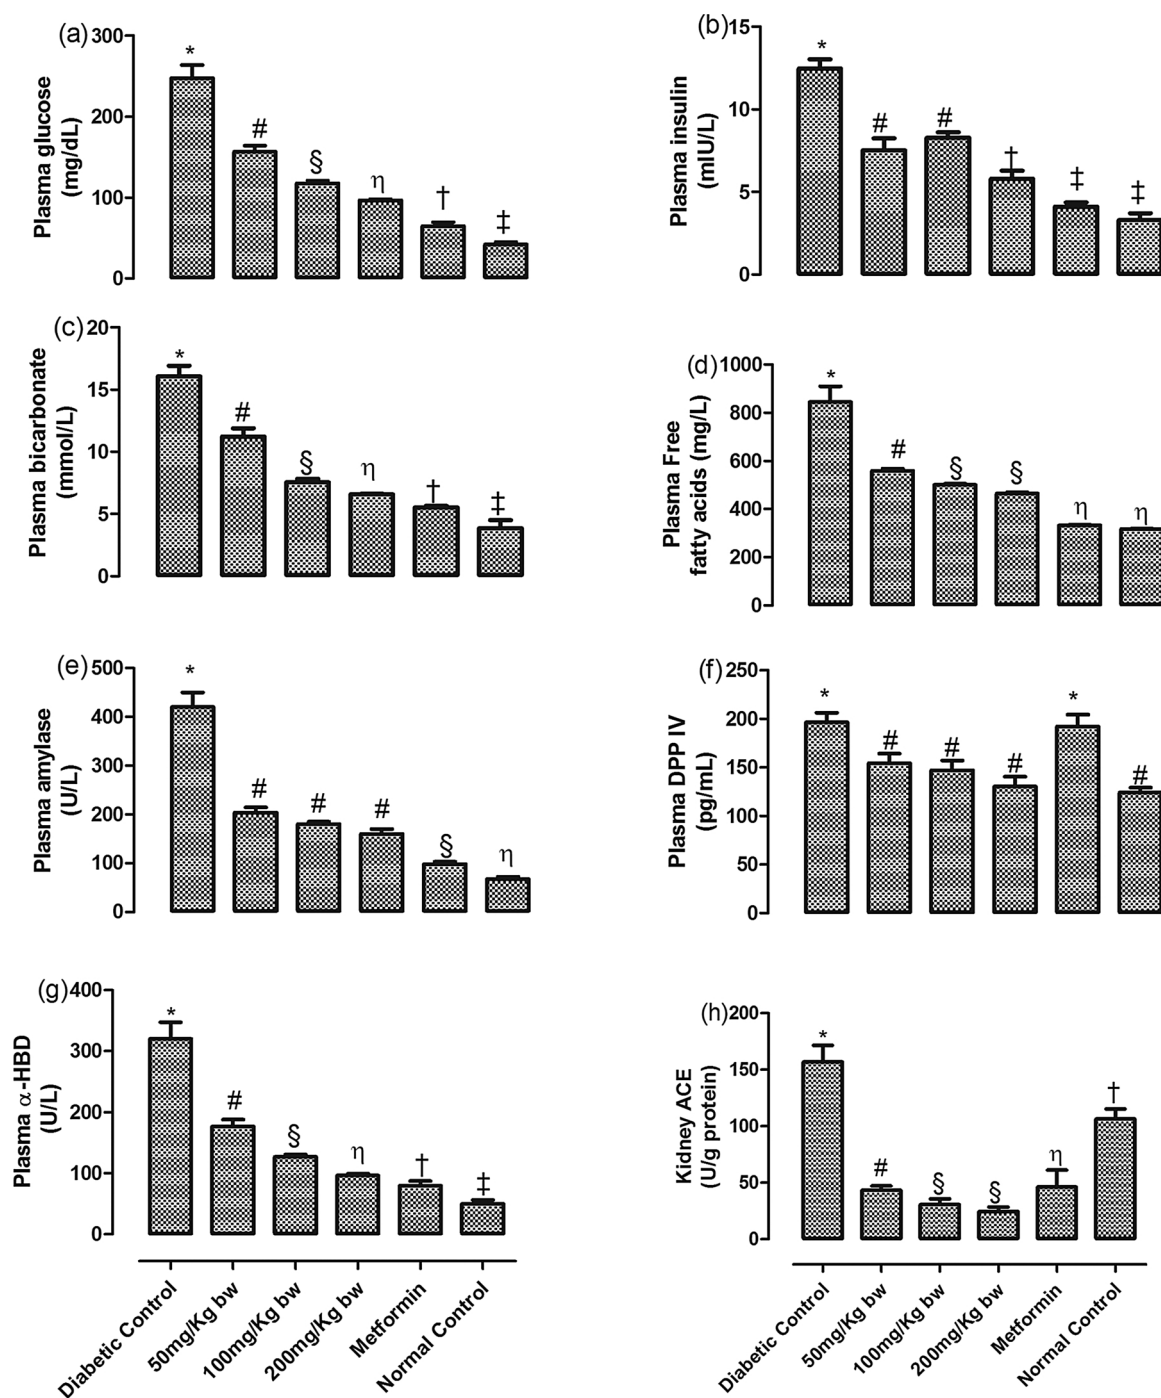 (a)
Plasma glucose
(mg/dL)
300
200
100
0
*
#
§
η
†
‡
(b)
Plasma insulin
(mIU/L)
15
10
5
0
*
#
#
†
‡
‡
(c)
Plasma bicarbonate
(mmol/L)
20
15
10
5
0
*
#
§
η
†
‡
(d)
Plasma Free
fatty acids (mg/L)
1000
800
600
400
200
0
*
#
§
§
η
η
(e)
Plasma amylase
(U/L)
500
400
300
200
100
0
*
#
#
#
§
η
(f)
Plasma DPP IV
(pg/mL)
250
200
150
100
50
0
*
#
#
#
*
#
(g)
Plasma α-HBD
(U/L)
400
300
200
100
0
*
#
§
η
†
‡
Diabetic Control
50mg/Kg bw
100mg/Kg bw
200mg/Kg bw
Metformin
Normal Control
(h)
Kidney ACE
(U/g protein)
200
150
100
50
0
*
#
§
§
η
†
Diabetic Control
50mg/Kg bw
100mg/Kg bw
200mg/Kg bw
Metformin
Normal Control